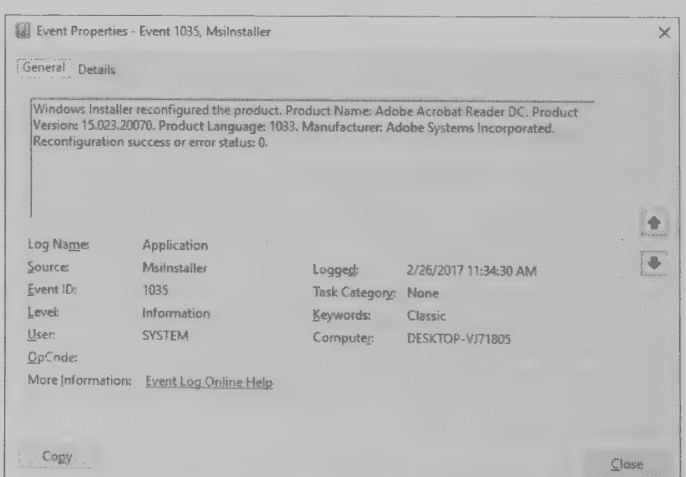 Event Properties - Event 1035, MsiInstaller
General Details
Windows Installer reconfigured the product. Product Name: Adobe Acrobat Reader DC. Product
Version: 15.023.20070. Product Language: 1033. Manufacturer: Adobe Systems Incorporated.
Reconfiguration success or error status: 0.
Log Name: Application
Source: MsiInstaller Logged: 2/26/2017 11:34:30 AM
Event ID: 1035 Task Category: None
Level: Information Keywords: Classic
User: SYSTEM Computer: DESKTOP-VJ71805
OpCode:
More Information: Event Log Online Help
Copy Close